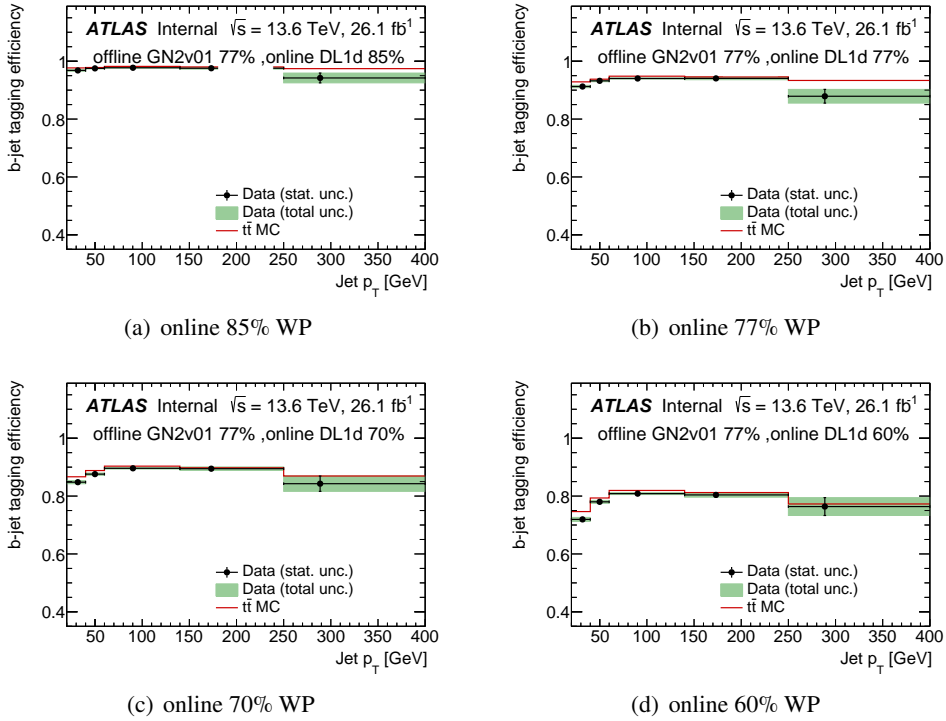 ATLAS Internal √s = 13.6 TeV, 26.1 fb⁻¹
offline GN2v01 77% ,online DL1d 85%
b-jet tagging efficiency
1
0.8
0.6
0.4
Data (stat. unc.)
Data (total unc.)
tt̄ MC
50 100 150 200 250 300 350 400
Jet p_T [GeV]
(a) online 85% WP
ATLAS Internal √s = 13.6 TeV, 26.1 fb⁻¹
offline GN2v01 77% ,online DL1d 77%
b-jet tagging efficiency
1
0.8
0.6
0.4
Data (stat. unc.)
Data (total unc.)
tt̄ MC
50 100 150 200 250 300 350 400
Jet p_T [GeV]
(b) online 77% WP
ATLAS Internal √s = 13.6 TeV, 26.1 fb⁻¹
offline GN2v01 77% ,online DL1d 70%
b-jet tagging efficiency
1
0.8
0.6
0.4
Data (stat. unc.)
Data (total unc.)
tt̄ MC
50 100 150 200 250 300 350 400
Jet p_T [GeV]
(c) online 70% WP
ATLAS Internal √s = 13.6 TeV, 26.1 fb⁻¹
offline GN2v01 77% ,online DL1d 60%
b-jet tagging efficiency
1
0.8
0.6
0.4
Data (stat. unc.)
Data (total unc.)
tt̄ MC
50 100 150 200 250 300 350 400
Jet p_T [GeV]
(d) online 60% WP